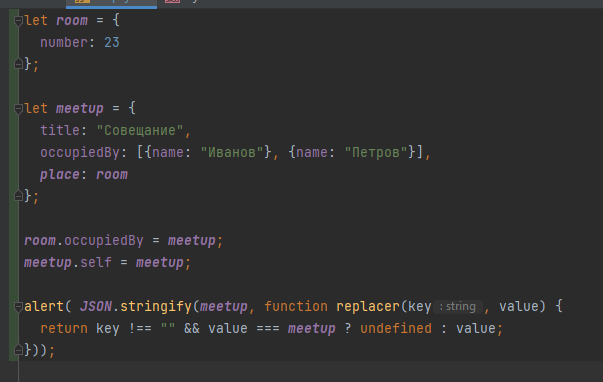 let room = {
  number: 23
};

let meetup = {
  title: "Совещание",
  occupiedBy: [{name: "Иванов"}, {name: "Петров"}],
  place: room
};

room.occupiedBy = meetup;
meetup.self = meetup;

alert( JSON.stringify(meetup, function replacer(key : string , value) {
  return key !== "" && value === meetup ? undefined : value;
}));